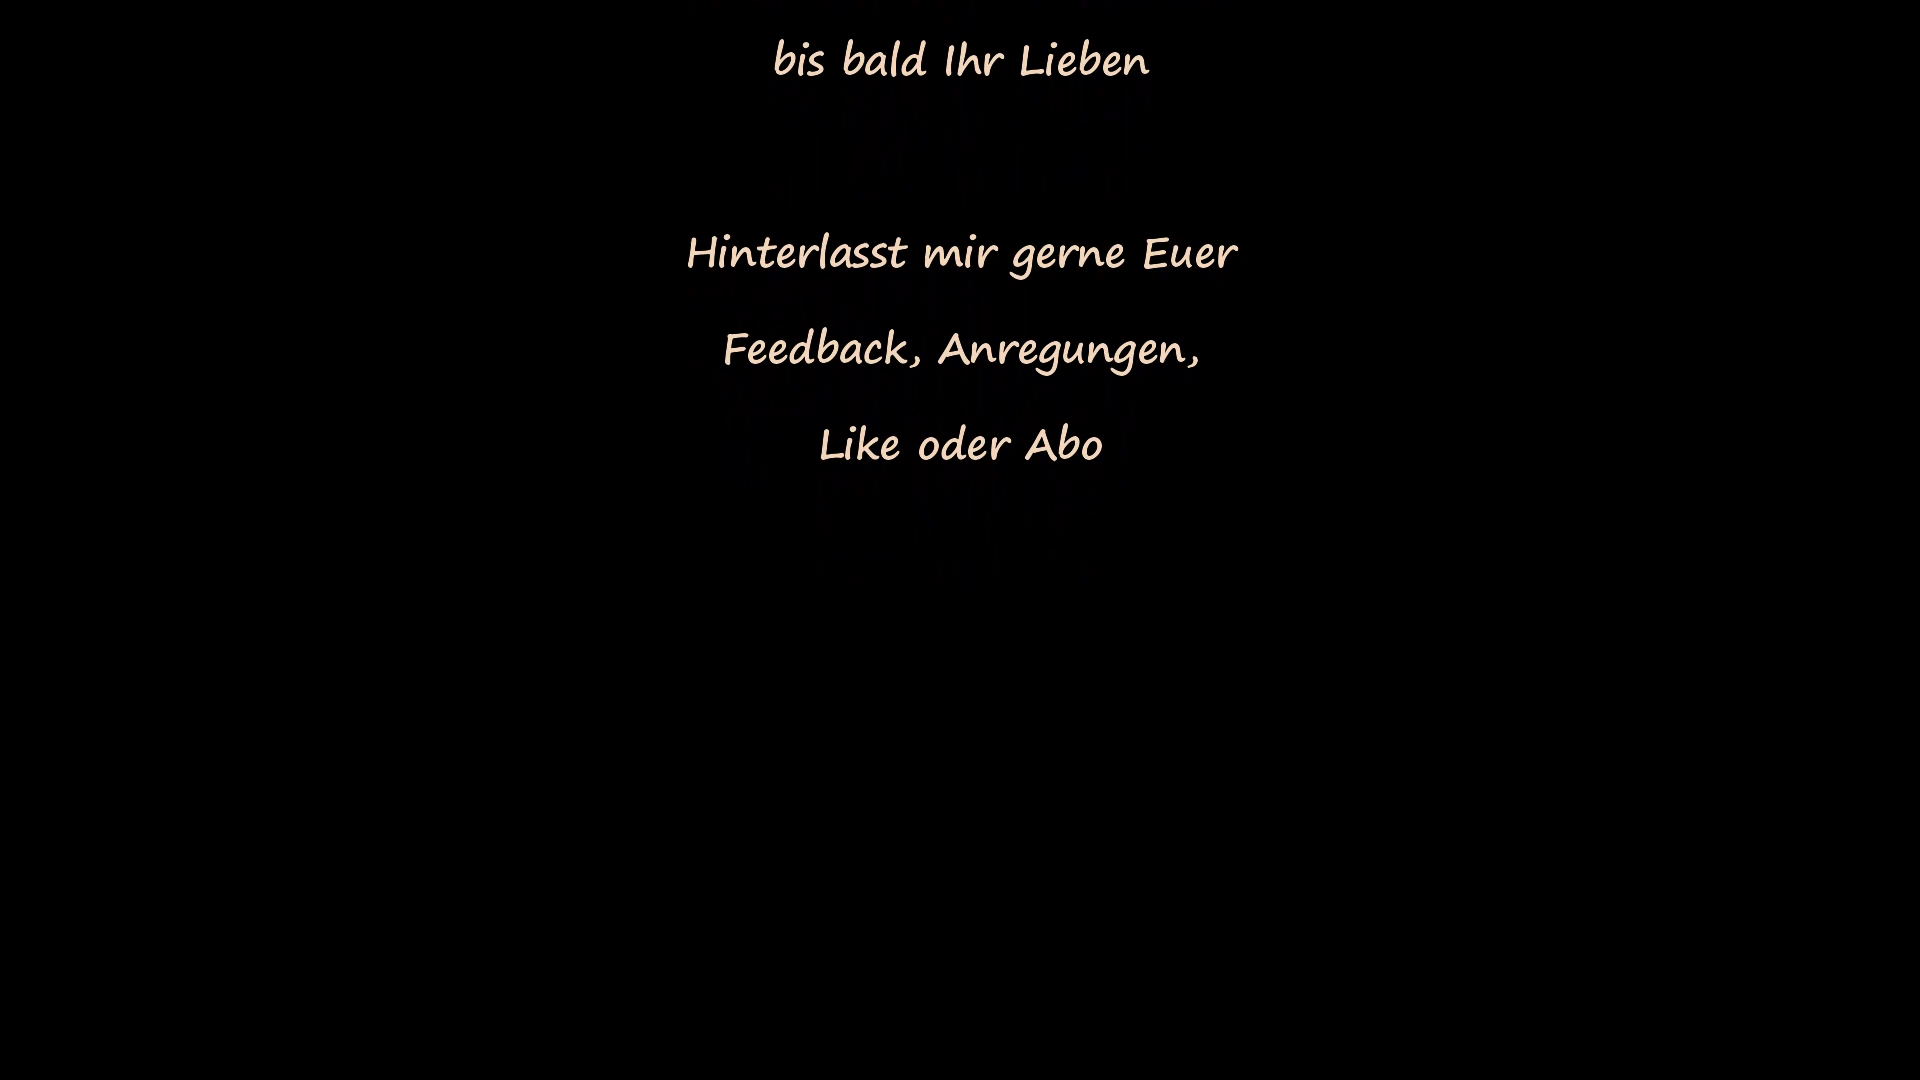 bis bald Ihr Lieben
Hinterlasst mir gerne Euer
Feedback, Anregungen,
Like oder Abo